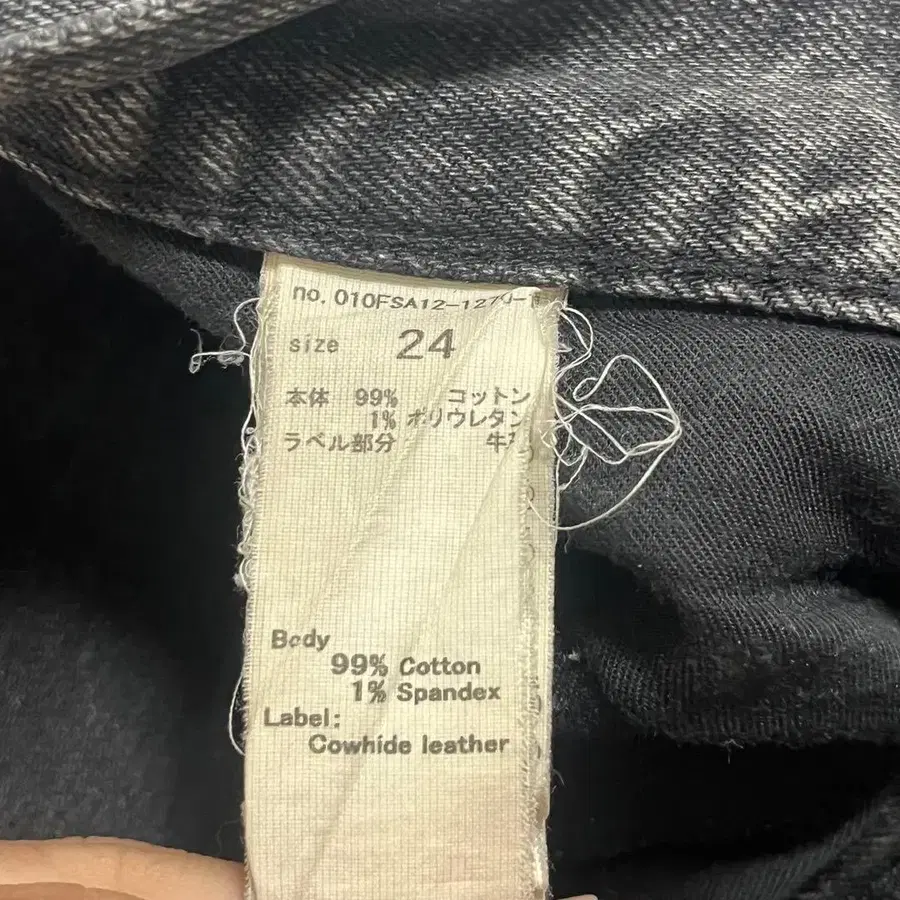 no. 010FSA12-1270-
size 24
本体 99% コットン
1% ポリウレタン
ラベル部分
Body
99% Cotton
1% Spandex
Label:
Cowhide leather